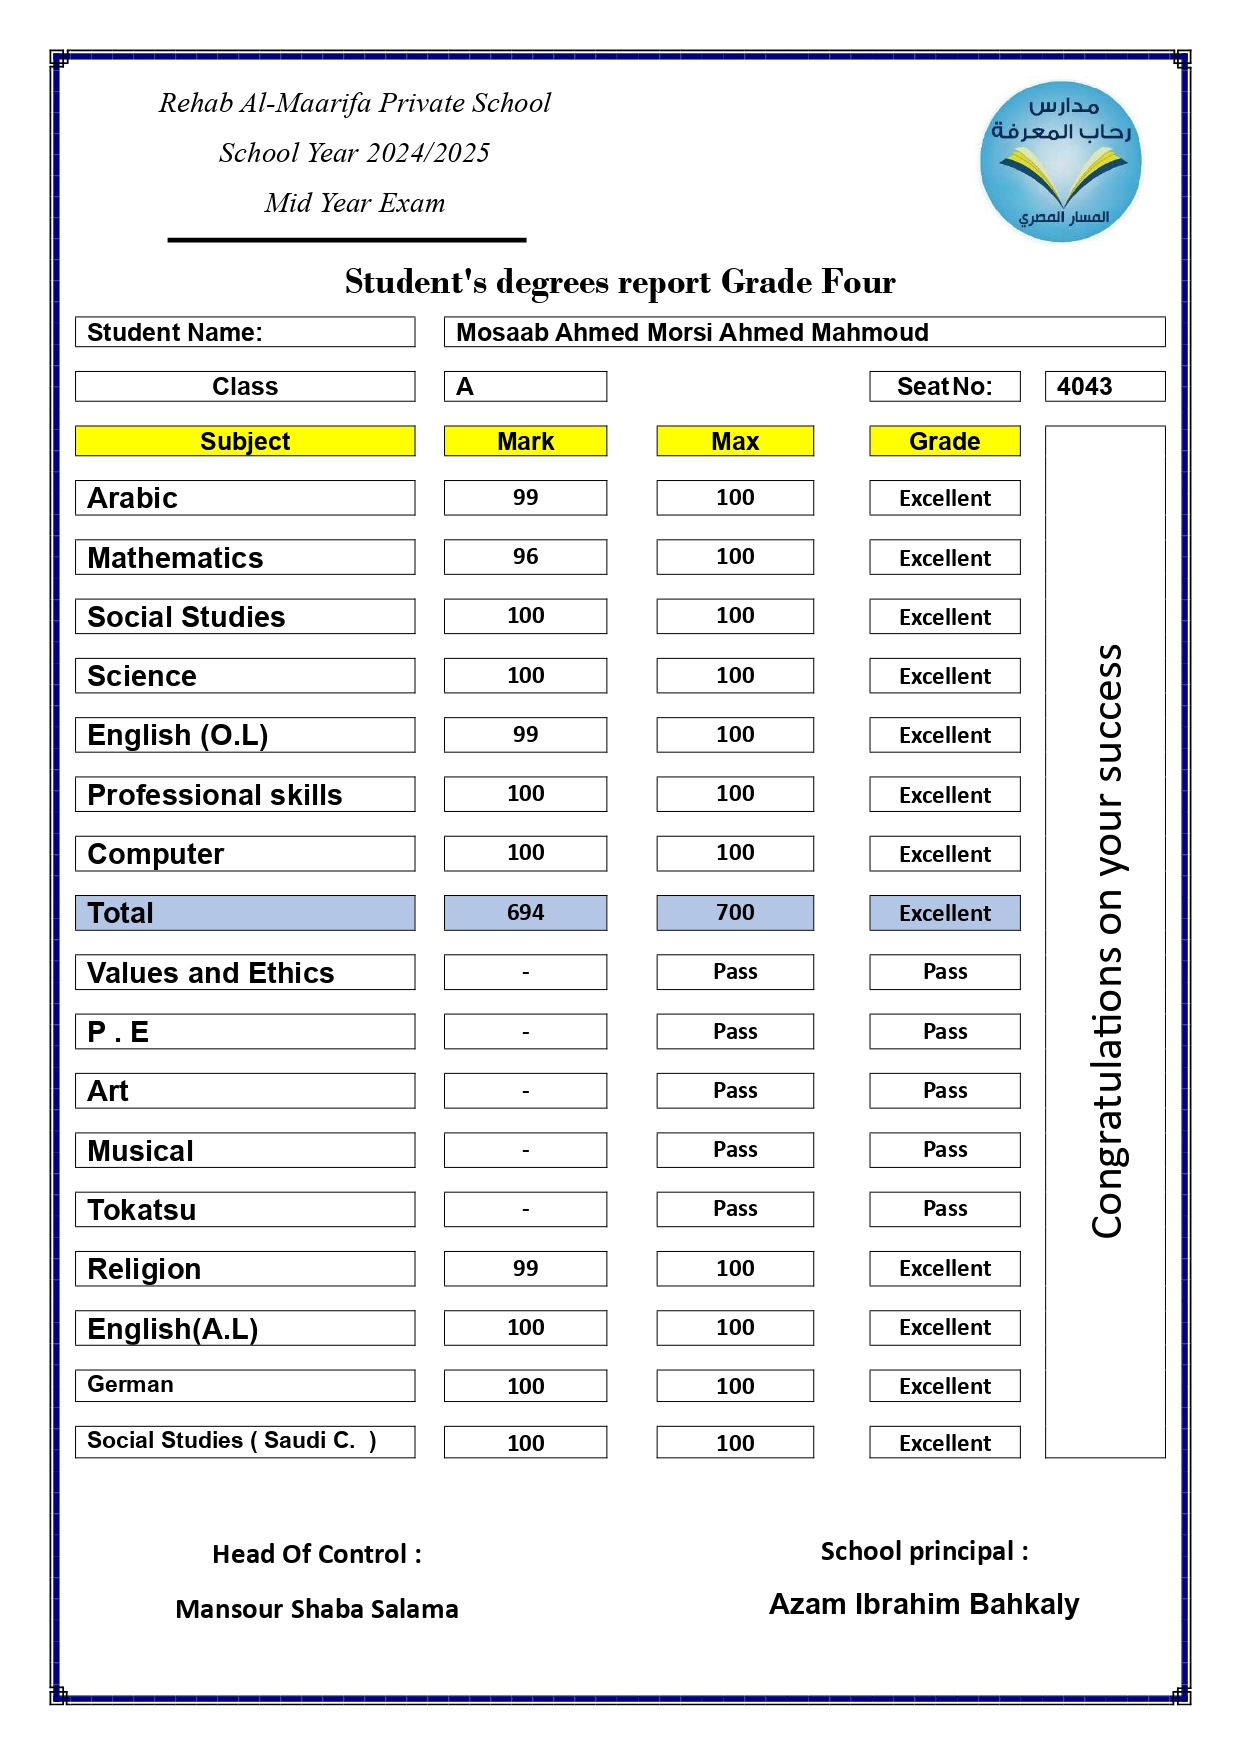 Rehab Al-Maarifa Private School
School Year 2024/2025
Mid Year Exam
مدارس
رحاب المعرفة
المسار المصري
Student's degrees report Grade Four
Student Name: Mosaab Ahmed Morsi Ahmed Mahmoud
Class A Seat No: 4043
Subject Mark Max Grade
Arabic 99 100 Excellent
Mathematics 96 100 Excellent
Social Studies 100 100 Excellent
Science 100 100 Excellent
English (O.L) 99 100 Excellent
Professional skills 100 100 Excellent
Computer 100 100 Excellent
Total 694 700 Excellent
Values and Ethics - Pass Pass
P . E - Pass Pass
Art - Pass Pass
Musical - Pass Pass
Tokatsu - Pass Pass
Religion 99 100 Excellent
English(A.L) 100 100 Excellent
German 100 100 Excellent
Social Studies ( Saudi C. ) 100 100 Excellent
Congratulations on your success
Head Of Control :
Mansour Shaba Salama
School principal :
Azam Ibrahim Bahkaly